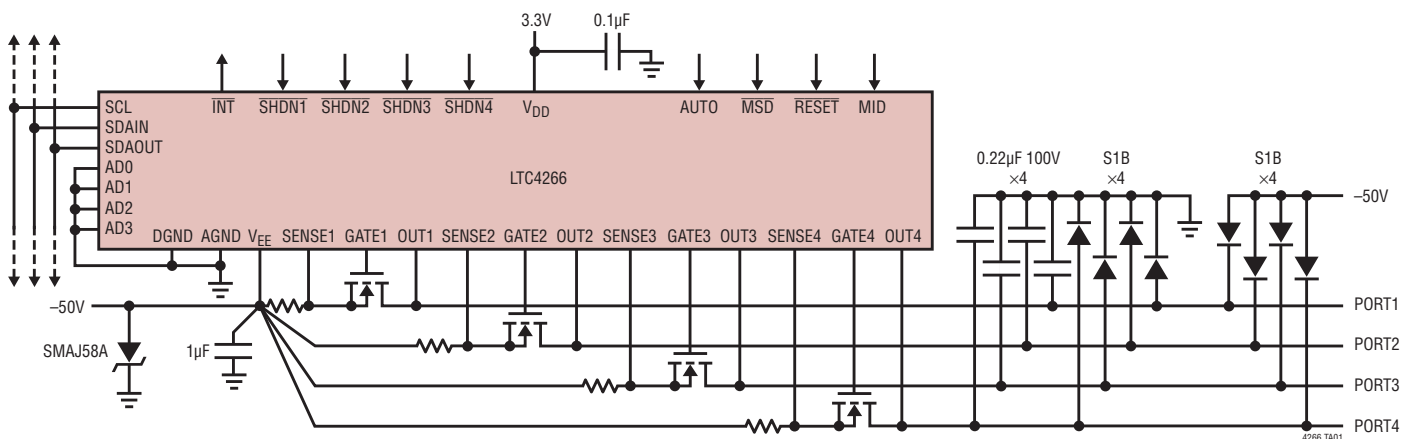 3.3V
0.1µF
SCL
SDAIN
SDAOUT
AD0
AD1
AD2
AD3
INT
SHDN1
SHDN2
SHDN3
SHDN4
VDD
AUTO
MSD
RESET
MID
LTC4266
DGND
AGND
VEE
SENSE1
GATE1
OUT1
SENSE2
GATE2
OUT2
SENSE3
GATE3
OUT3
SENSE4
GATE4
OUT4
0.22µF 100V
×4
S1B
×4
S1B
×4
–50V
–50V
SMAJ58A
1µF
PORT1
PORT2
PORT3
PORT4
4266 TA01